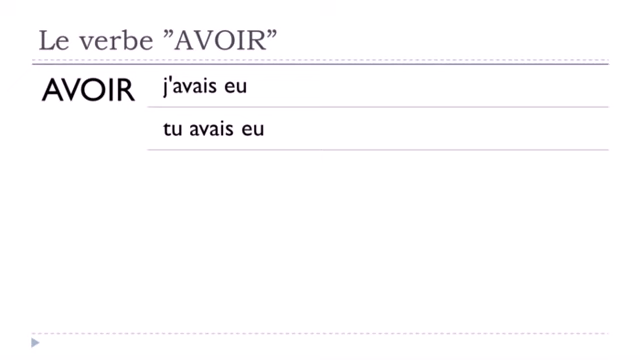 Le verbe ”AVOIR”
AVOIR
j'avais eu
tu avais eu